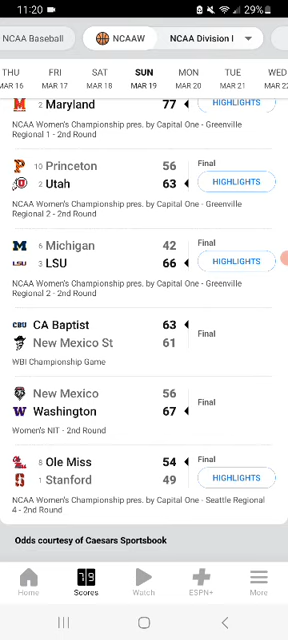 11:20 29%
NCAA Baseball NCAAW NCAA Division I
THU FRI SAT SUN MON TUE WED
MAR 16 MAR 17 MAR 18 MAR 19 MAR 20 MAR 21 MAR 22
2 Maryland 77 HIGHLIGHTS
NCAA Women's Championship pres. by Capital One - Greenville
Regional 1 - 2nd Round
10 Princeton 56 Final
2 Utah 63 HIGHLIGHTS
NCAA Women's Championship pres. by Capital One - Greenville
Regional 2 - 2nd Round
6 Michigan 42 Final
LSU 3 LSU 66 HIGHLIGHTS
NCAA Women's Championship pres. by Capital One - Greenville
Regional 2 - 2nd Round
CBU CA Baptist 63 Final
New Mexico St 61
WBI Championship Game
New Mexico 56 Final
Washington 67
Women's NIT - 2nd Round
Ole Miss 8 Ole Miss 54 Final
1 Stanford 49 HIGHLIGHTS
NCAA Women's Championship pres. by Capital One - Seattle Regional
4 - 2nd Round
Odds courtesy of Caesars Sportsbook
7 9
Home Scores Watch ESPN+ More